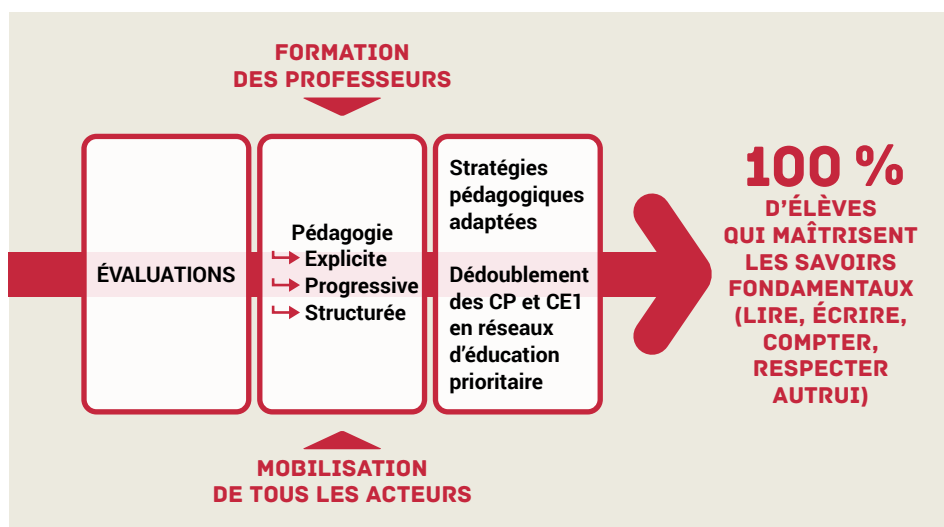 FORMATION
DES PROFESSEURS
ÉVALUATIONS
Pédagogie
Explicite
Progressive
Structurée
Stratégies
pédagogiques
adaptées
Dédoublement
des CP et CE1
en réseaux
d'éducation
prioritaire
100 %
D'ÉLÈVES
QUI MAÎTRISENT
LES SAVOIRS
FONDAMENTAUX
(LIRE, ÉCRIRE,
COMPTER,
RESPECTER
AUTRUI)
MOBILISATION
DE TOUS LES ACTEURS